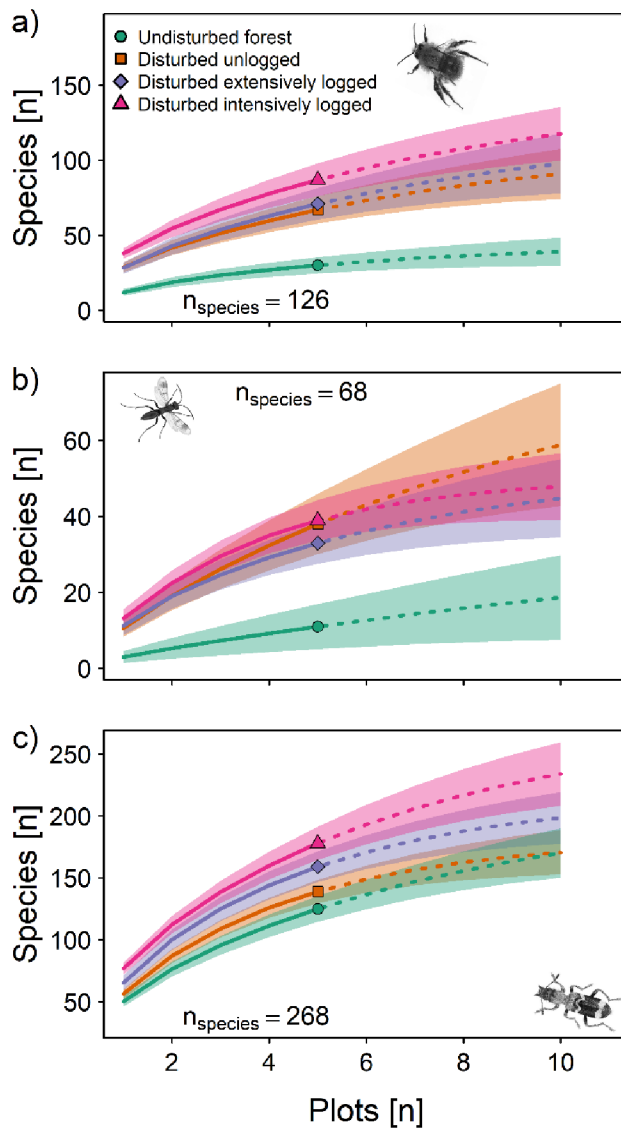 a)
Undisturbed forest
Disturbed unlogged
Disturbed extensively logged
Disturbed intensively logged
Species [n]
150
100
50
0
nspecies = 126
b)
nspecies = 68
Species [n]
60
40
20
0
c)
Species [n]
250
200
150
100
50
nspecies = 268
2 4 6 8 10
Plots [n]